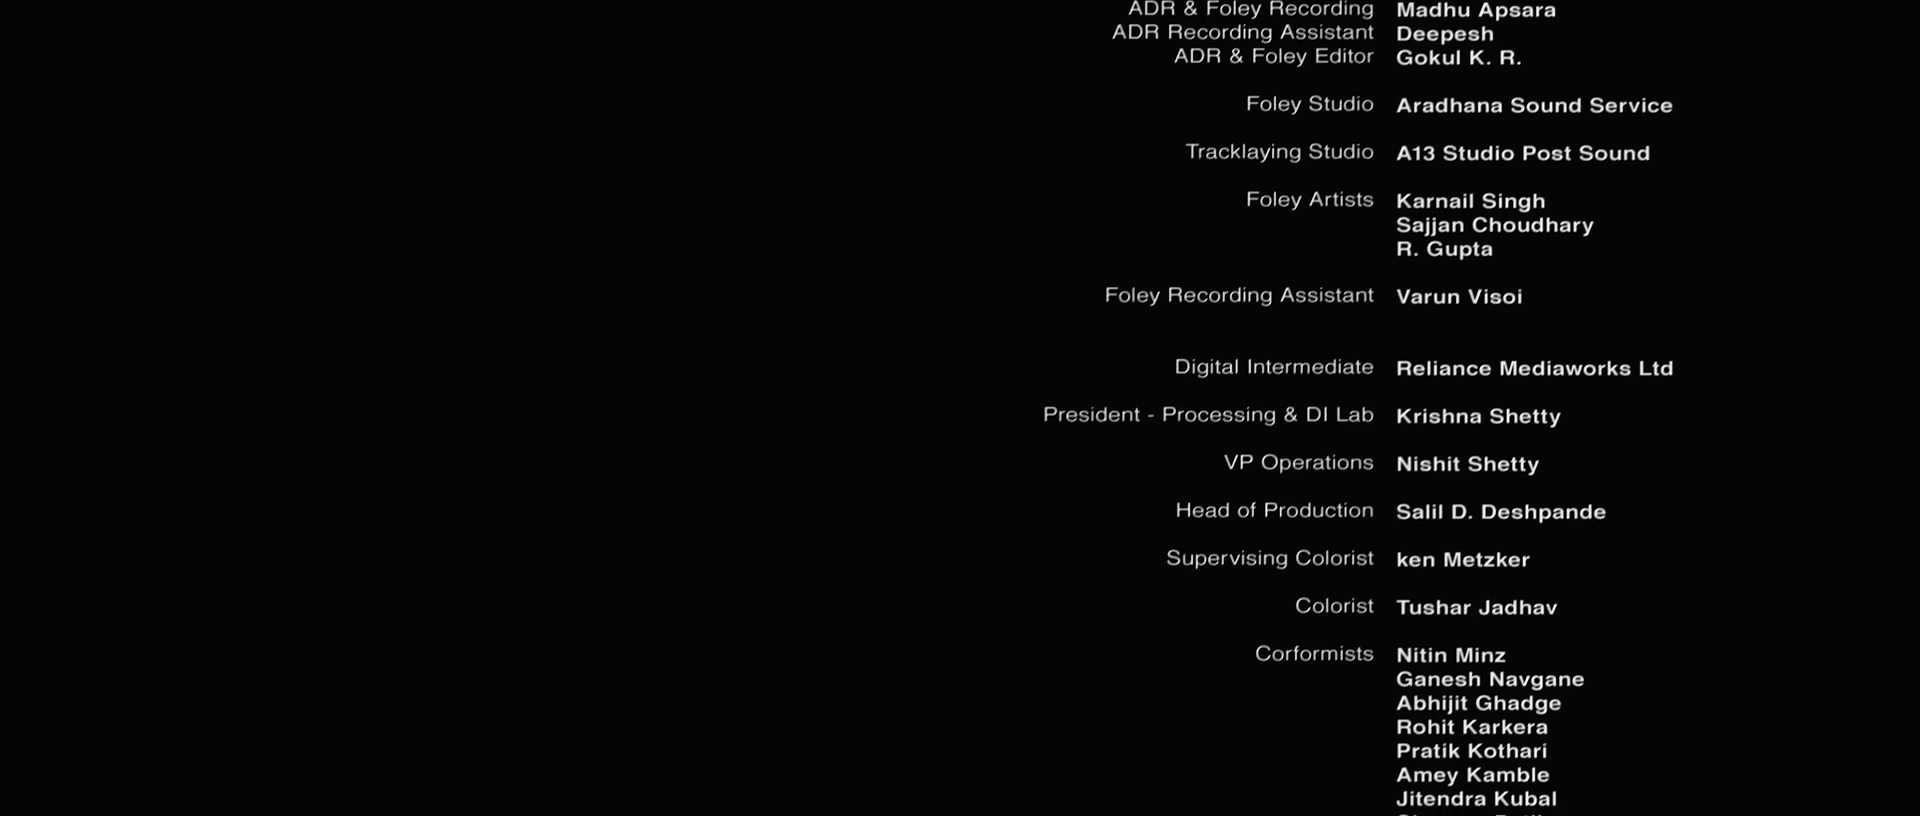 ADR & Foley Recording Madhu Apsara
ADR Recording Assistant Deepesh
ADR & Foley Editor Gokul K. R.
Foley Studio Aradhana Sound Service
Tracklaying Studio A13 Studio Post Sound
Foley Artists Karnail Singh
Sajjan Choudhary
R. Gupta
Foley Recording Assistant Varun Visoi
Digital Intermediate Reliance Mediaworks Ltd
President - Processing & DI Lab Krishna Shetty
VP Operations Nishit Shetty
Head of Production Salil D. Deshpande
Supervising Colorist ken Metzker
Colorist Tushar Jadhav
Corformists Nitin Minz
Ganesh Navgane
Abhijit Ghadge
Rohit Karkera
Pratik Kothari
Amey Kamble
Jitendra Kubal